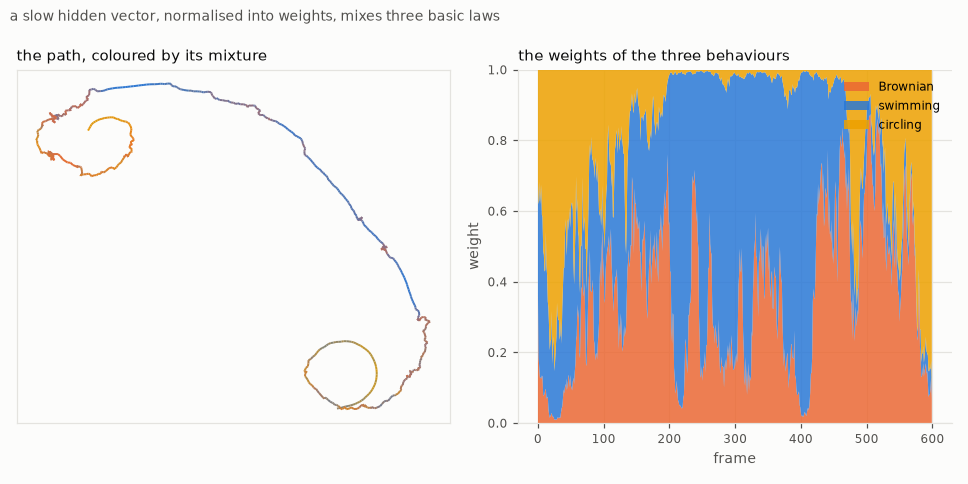 a slow hidden vector, normalised into weights, mixes three basic laws
the path, coloured by its mixture
the weights of the three behaviours
1.0
0.8
0.6
0.4
0.2
0.0
weight
Brownian
swimming
circling
0
100
200
300
400
500
600
frame